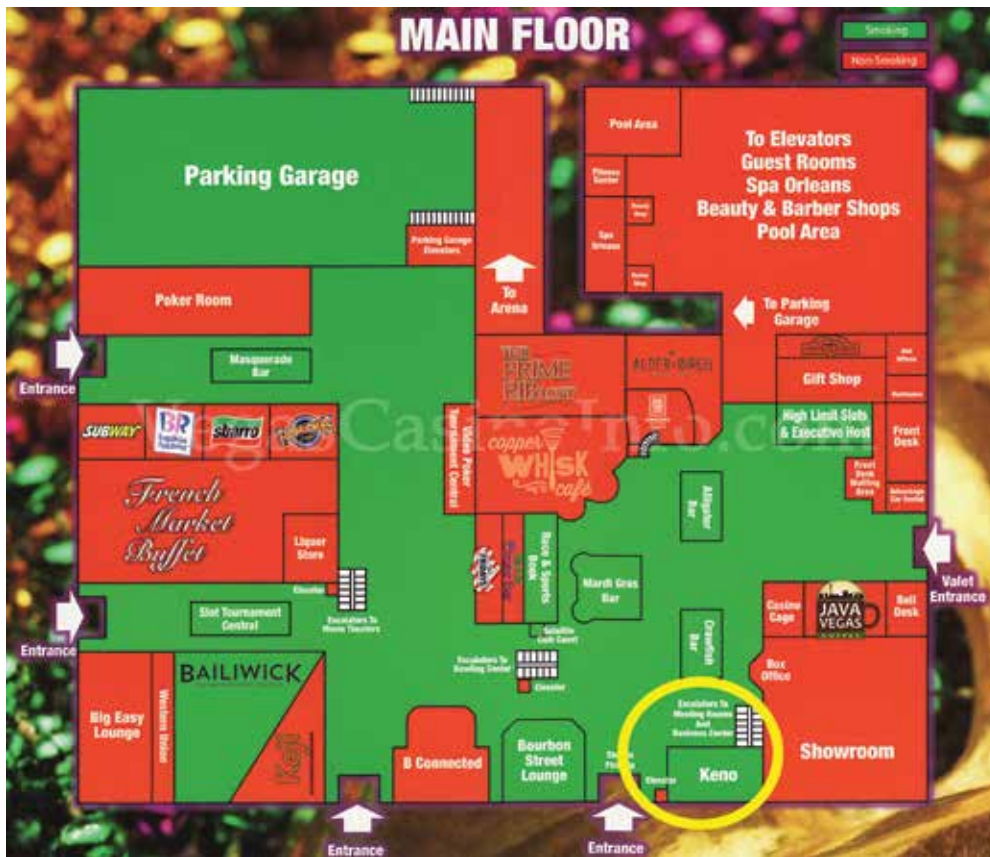 MAIN FLOOR
Smoking
Non-Smoking
Parking Garage
Parking Garage
Elevators
To
Arena
Pool Area
Fitness
Center
Spa
Orleans
To Elevators
Guest Rooms
Spa Orleans
Beauty & Barber Shops
Pool Area
To Parking
Garage
Poker Room
Entrance
Masquerade
Bar
THE
PRIME
RIB
ALDER & BIRCH
Gift Shop
SUBWAY
BR
sbarro
VegasCasinoInfo.com
Video Poker
Tournament Central
copper
WHISK
café
High Limit Slots
& Executive Host
Front
Desk
Front
Desk
Waiting
Area
French
Market
Buffet
Liquor
Store
Elevator
Escalators To
Movie Theaters
Race & Sports
Book
Alligator
Bar
Mardi Gras
Bar
Valet
Entrance
Entrance
Slot Tournament
Central
Escalators To
Bowling Center
Elevator
Crawfish
Bar
Casino
Cage
JAVA
VEGAS
Bell
Desk
Box
Office
Big Easy
Lounge
Western Union
BAILIWICK
Koji
B Connected
Bourbon
Street
Lounge
Escalators To
Meeting Rooms
And
Business Center
Elevator
Keno
Showroom
Entrance
Entrance